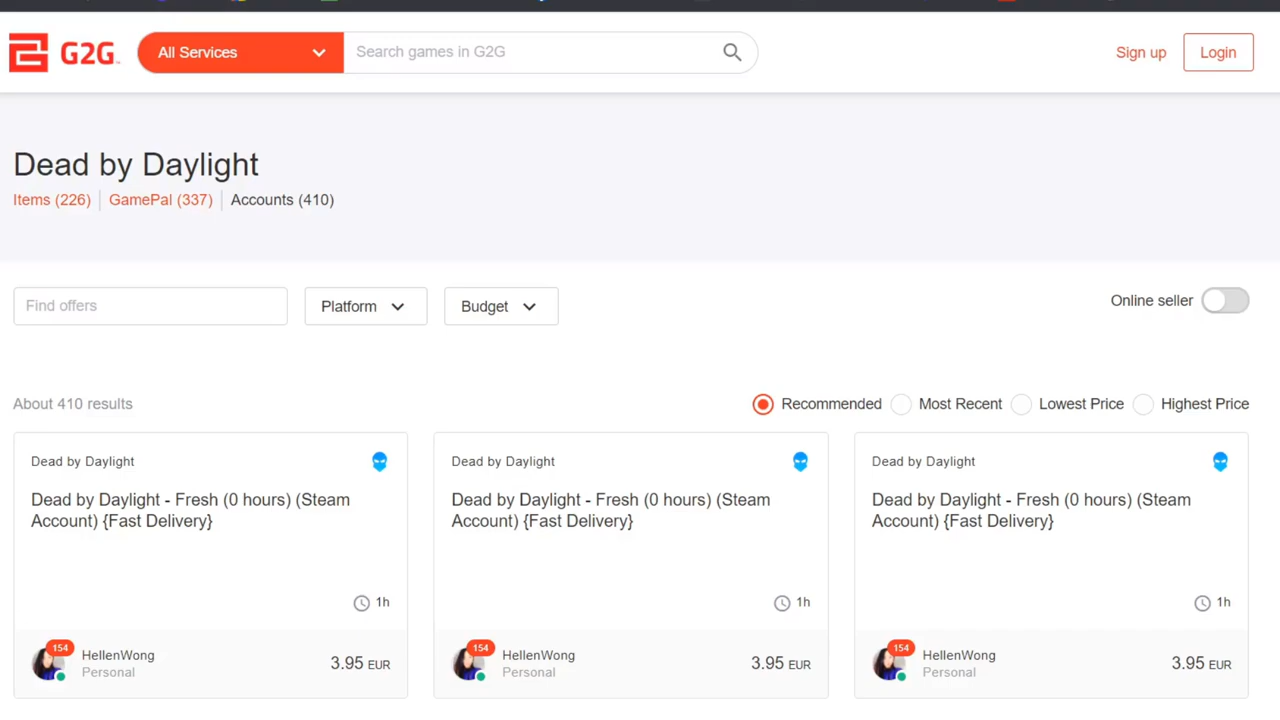 G2G
All Services
Search games in G2G
Sign up
Login
Dead by Daylight
Items (226) GamePal (337) Accounts (410)
Find offers
Platform
Budget
Online seller
About 410 results
Recommended
Most Recent
Lowest Price
Highest Price
Dead by Daylight
Dead by Daylight - Fresh (0 hours) (Steam
Account) {Fast Delivery}
1h
154
HellenWong
Personal
3.95 EUR
Dead by Daylight
Dead by Daylight - Fresh (0 hours) (Steam
Account) {Fast Delivery}
1h
154
HellenWong
Personal
3.95 EUR
Dead by Daylight
Dead by Daylight - Fresh (0 hours) (Steam
Account) {Fast Delivery}
1h
154
HellenWong
Personal
3.95 EUR